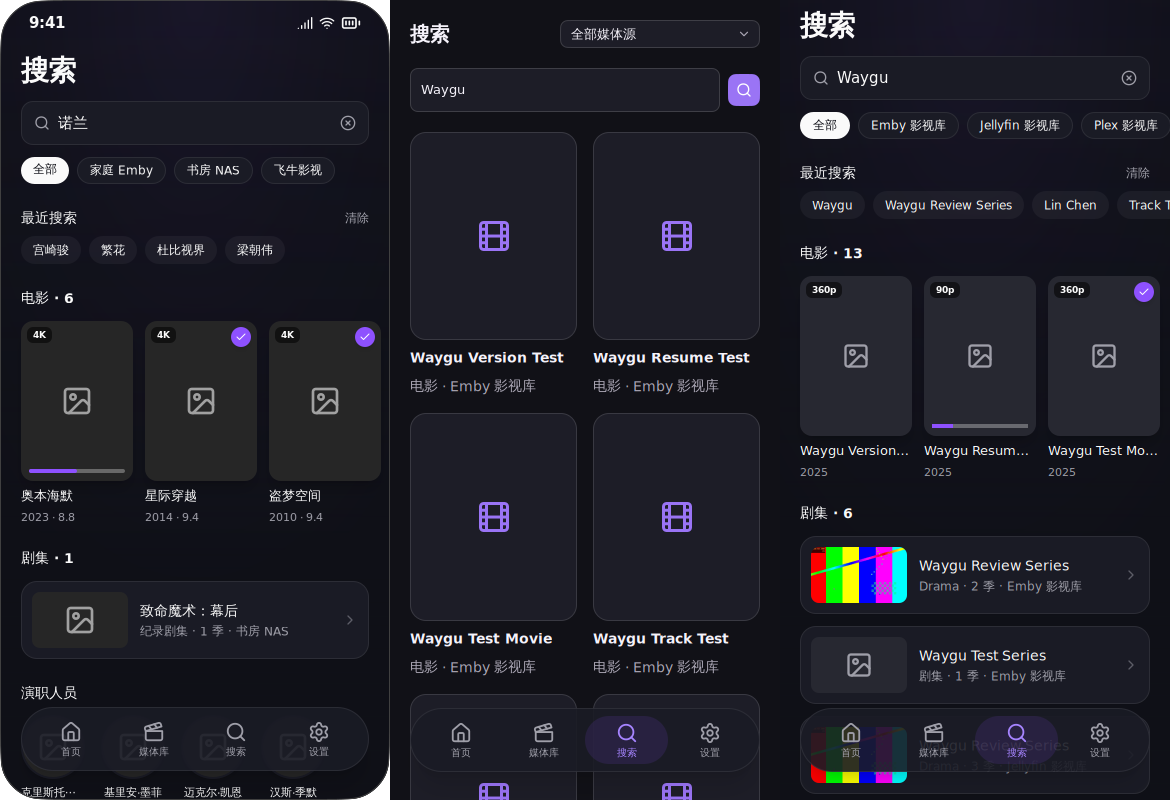 9:41
搜索
诺兰
全部 家庭 Emby 书房 NAS 飞牛影视
最近搜索 清除
宫崎骏 繁花 杜比视界 梁朝伟
电影 · 6
4K 4K 4K
奥本海默 星际穿越 盗梦空间
2023 · 8.8 2014 · 9.4 2010 · 9.4
剧集 · 1
致命魔术：幕后
纪录剧集 · 1 季 · 书房 NAS
演职人员
首页 媒体库 搜索 设置
克里斯托… 基里安·墨菲 迈克尔·凯恩 汉斯·季默
搜索 全部媒体源
Waygu
Waygu Version Test Waygu Resume Test
电影 · Emby 影视库 电影 · Emby 影视库
Waygu Test Movie Waygu Track Test
电影 · Emby 影视库 电影 · Emby 影视库
首页 媒体库 搜索 设置
搜索
Waygu
全部 Emby 影视库 Jellyfin 影视库 Plex 影视库
最近搜索 清除
Waygu Waygu Review Series Lin Chen Track T
电影 · 13
360p 90p 360p
Waygu Version… Waygu Resum… Waygu Test Mo…
2025 2025 2025
剧集 · 6
Waygu Review Series
Drama · 2 季 · Emby 影视库
Waygu Test Series
剧集 · 1 季 · Emby 影视库
Waygu Review Series
Drama · 3 季 · Jellyfin 影视库
首页 媒体库 搜索 设置